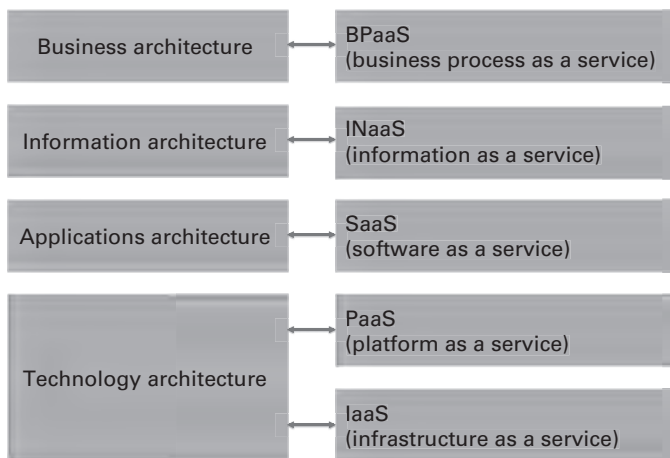 Business architecture
BPaaS
(business process as a service)
Information architecture
INaaS
(information as a service)
Applications architecture
SaaS
(software as a service)
Technology architecture
PaaS
(platform as a service)
IaaS
(infrastructure as a service)